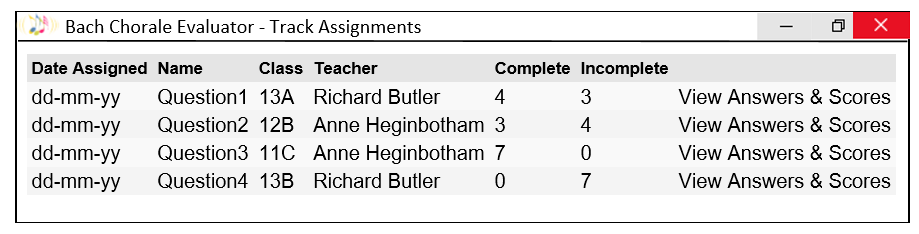 Bach Chorale Evaluator - Track Assignments
Date Assigned Name Class Teacher Complete Incomplete
dd-mm-yy Question1 13A Richard Butler 4 3 View Answers & Scores
dd-mm-yy Question2 12B Anne Heginbotham 3 4 View Answers & Scores
dd-mm-yy Question3 11C Anne Heginbotham 7 0 View Answers & Scores
dd-mm-yy Question4 13B Richard Butler 0 7 View Answers & Scores